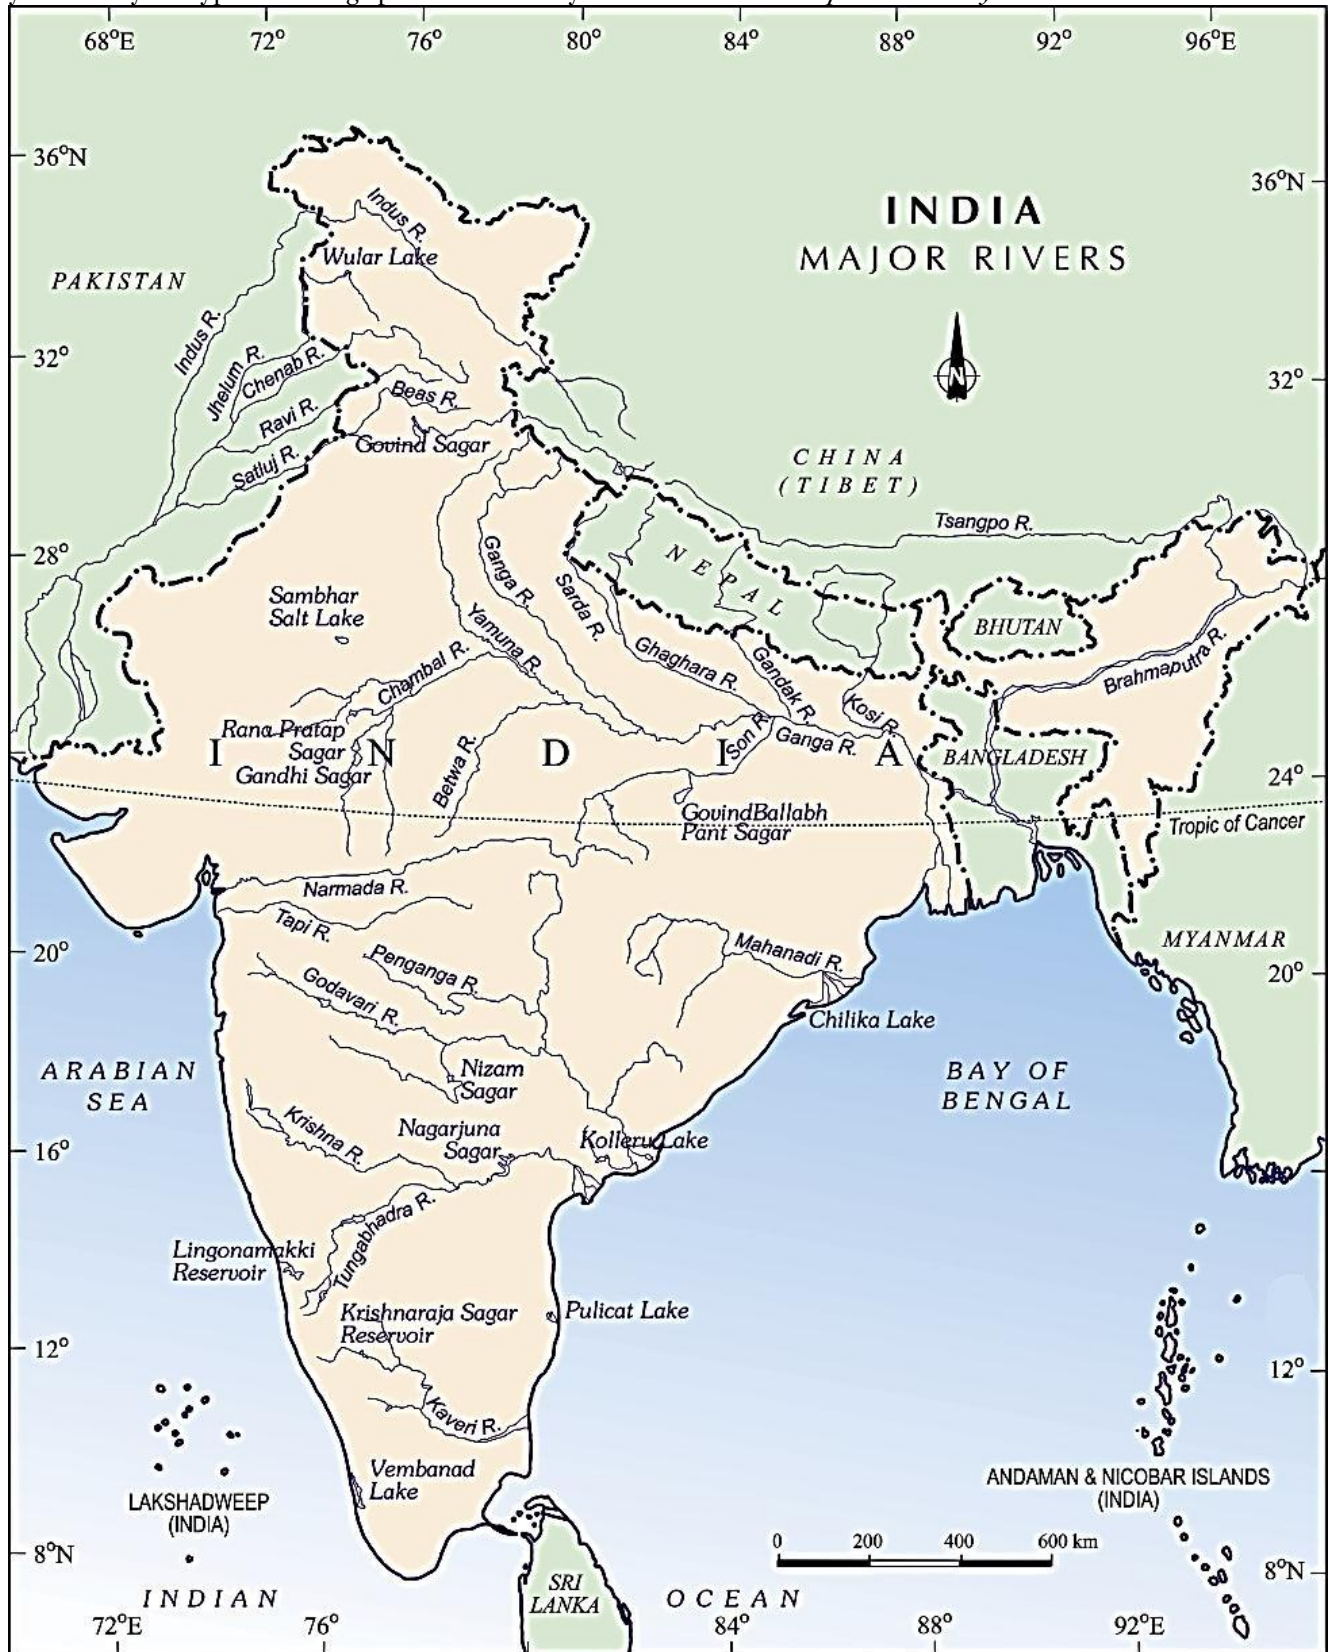 68°E 72° 76° 80° 84° 88° 92° 96°E
36°N
36°N
INDIA
MAJOR RIVERS
Indus R.
Wular Lake
PAKISTAN
Indus R.
N
32°
32°
Jhelum R.
Chenab R.
Beas R.
Ravi R.
Govind Sagar
Satluj R.
CHINA
(TIBET)
Tsangpo R.
28°
NEPAL
Ganga R.
Sarda R.
Sambhar
Salt Lake
Yamuna R.
BHUTAN
Ghaghara R.
Gandak R.
Brahmaputra R.
Chambal R.
Kosi R.
Rana Pratap
Sagar
Gandhi Sagar
I N D I A
Son R.
Ganga R.
BANGLADESH
Betwa R.
24°
GovindBallabh
Pant Sagar
Tropic of Cancer
Narmada R.
Tapi R.
MYANMAR
20°
20°
Penganga R.
Mahanadi R.
Godavari R.
Chilika Lake
ARABIAN
SEA
Nizam
Sagar
BAY OF
BENGAL
Krishna R.
Nagarjuna
Sagar
Kolleru Lake
16°
Tungabhadra R.
Lingonamakki
Reservoir
Krishnaraja Sagar
Reservoir
Pulicat Lake
12°
12°
Kaveri R.
Vembanad
Lake
LAKSHADWEEP
(INDIA)
ANDAMAN & NICOBAR ISLANDS
(INDIA)
0 200 400 600 km
8°N
8°N
SRI
LANKA
INDIAN OCEAN
72°E 76° 84° 88° 92°E